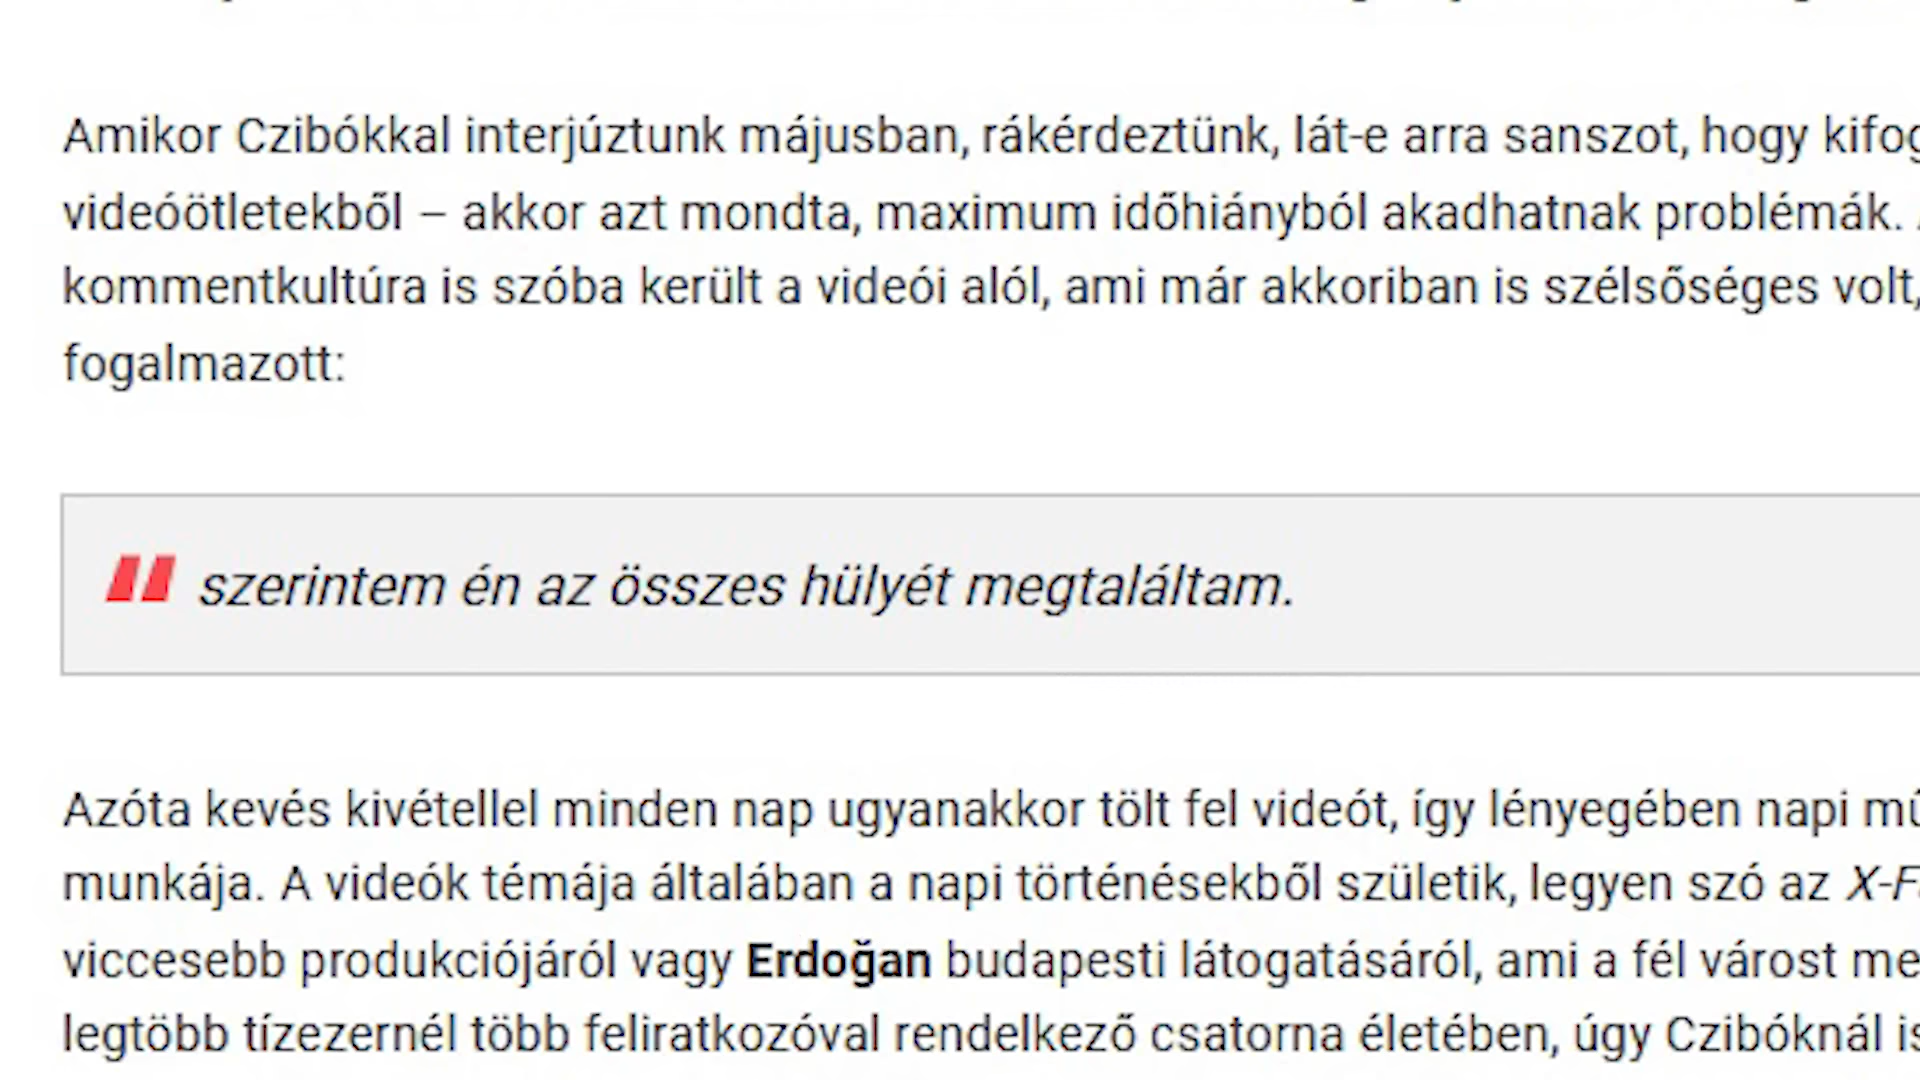 Amikor Czibókkal interjúztunk májusban, rákérdeztünk, lát-e arra sanszot, hogy
videóötletekből – akkor azt mondta, maximum időhiányból akadhatnak problémák.
kommentkultúra is szóba került a videói alól, ami már akkoriban is szélsőséges volt,
fogalmazott:
" szerintem én az összes hülyét megtaláltam.
Azóta kevés kivétellel minden nap ugyanakkor tölt fel videót, így lényegében napi
munkája. A videók témája általában a napi történésekből születik, legyen szó az
viccesebb produkciójáról vagy Erdoğan budapesti látogatásáról, ami a fél várost
legtöbb tízezernél több feliratkozóval rendelkező csatorna életében, úgy Czibóknál